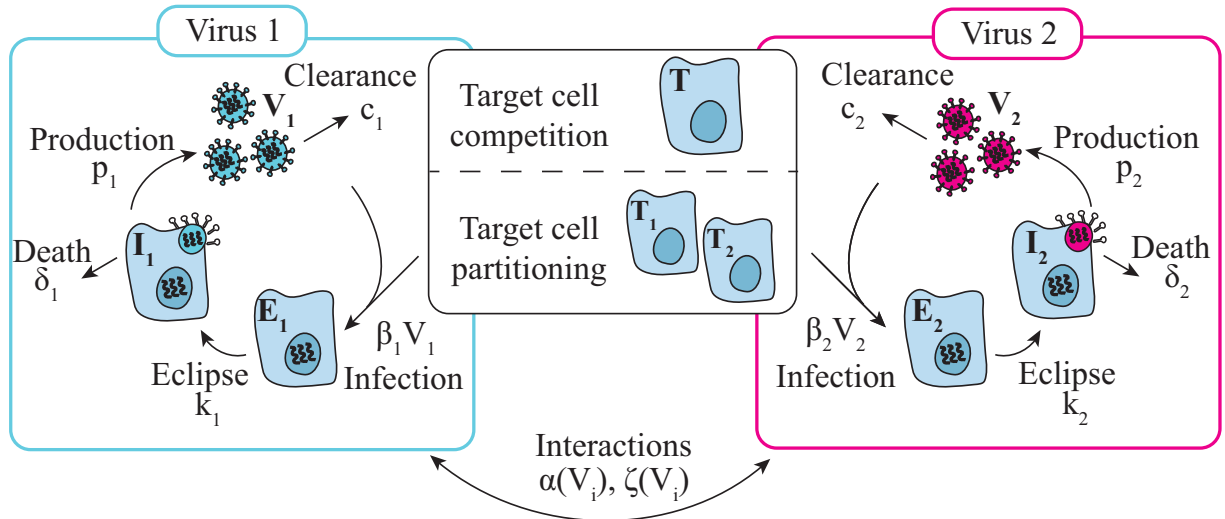 Virus 1
Clearance
c₁
V₁
Production
p₁
I₁
Death
δ₁
E₁
Eclipse
k₁
β₁V₁
Infection
Target cell
competition
T
Target cell
partitioning
T₁
T₂
Virus 2
Clearance
c₂
V₂
Production
p₂
I₂
Death
δ₂
E₂
Eclipse
k₂
β₂V₂
Infection
Interactions
α(Vᵢ), ζ(Vᵢ)